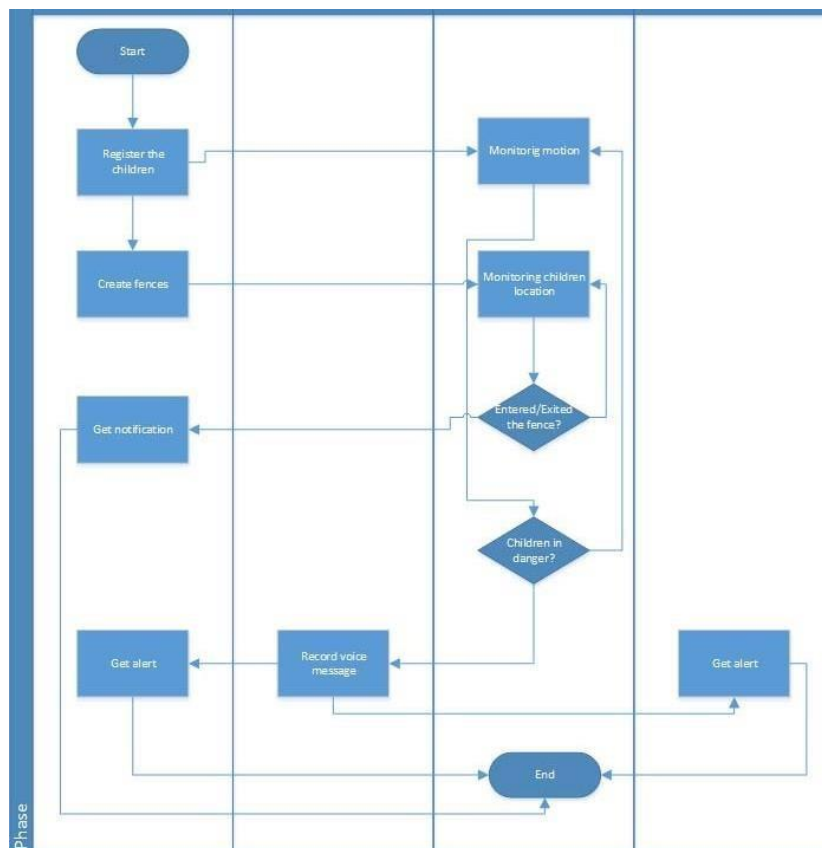 Start
Register the
children
Monitorig motion
Create fences
Monitoring children
location
Entered/Exited
the fence?
Get notification
Children in
danger?
Get alert
Record voice
message
Get alert
End
Phase